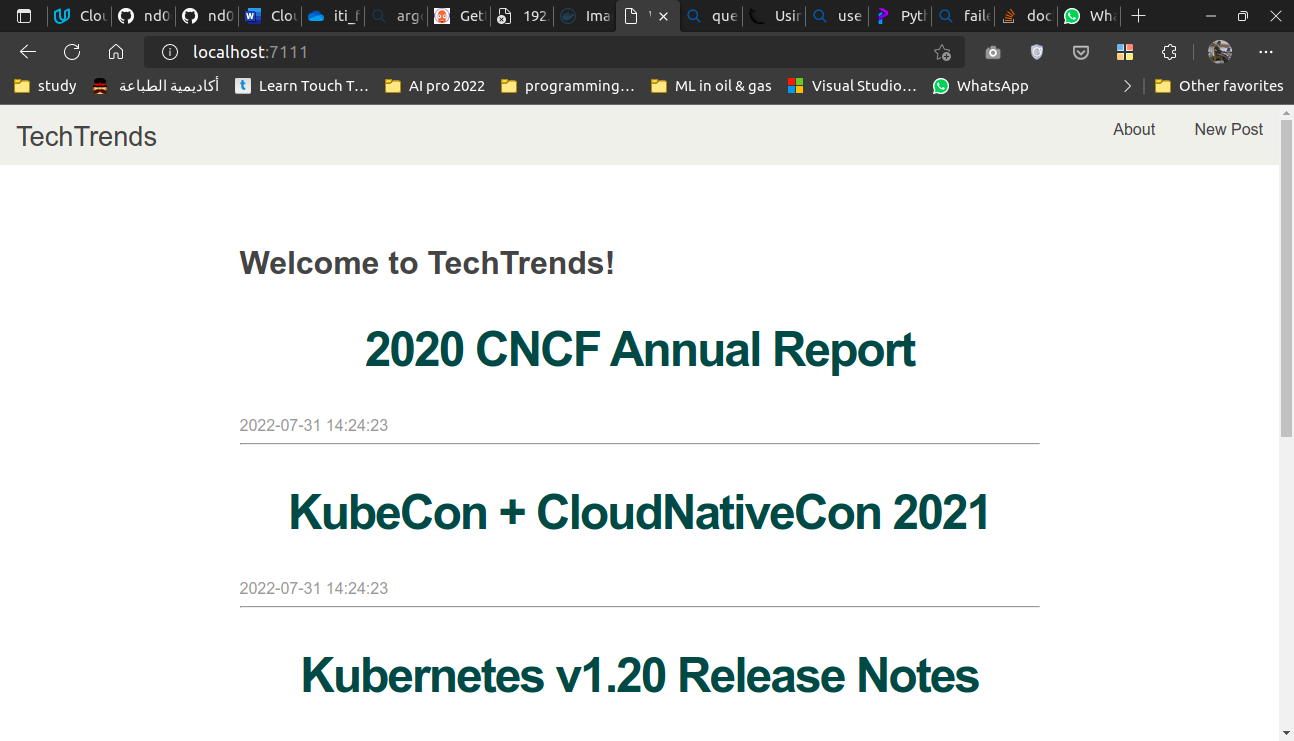 Clou nd0 nd0 Clou iti_f arg Get 192. Ima que Usin use Pyth faile doc Wha
localhost:7111
study أكاديمية الطباعة Learn Touch T... AI pro 2022 programming... ML in oil & gas Visual Studio... WhatsApp Other favorites
TechTrends About New Post
Welcome to TechTrends!
2020 CNCF Annual Report
2022-07-31 14:24:23
KubeCon + CloudNativeCon 2021
2022-07-31 14:24:23
Kubernetes v1.20 Release Notes